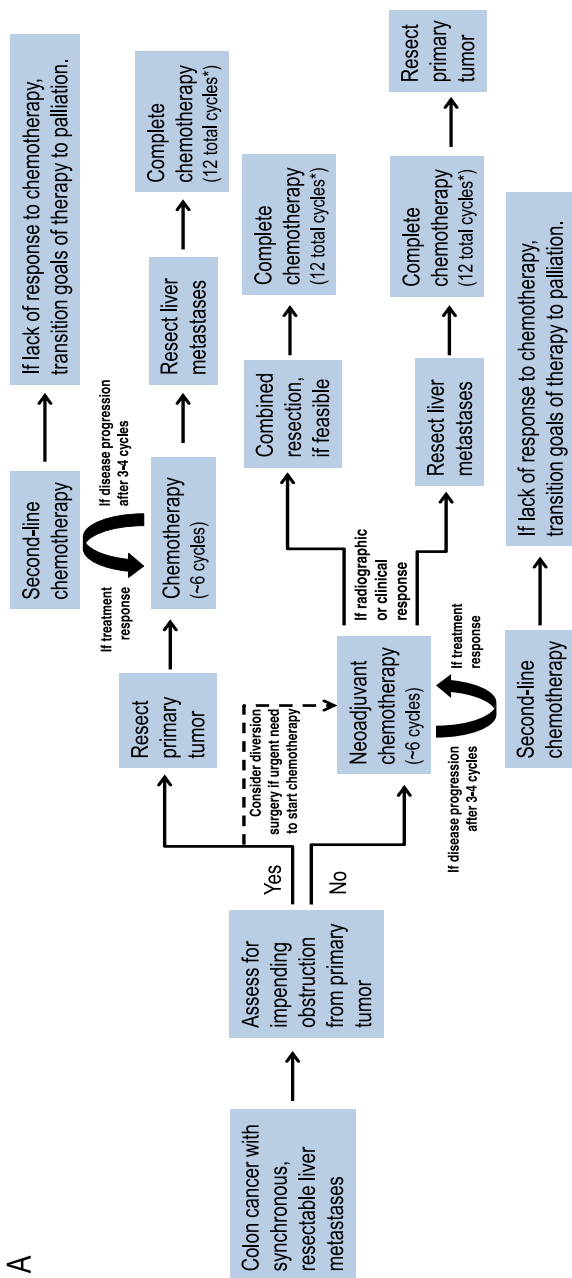 A
Colon cancer with
synchronous,
resectable liver
metastases
Assess for
impending
obstruction
from primary
tumor
Yes
No
Consider diversion
surgery if urgent need
to start chemotherapy
Resect
primary
tumor
Chemotherapy
(~6 cycles)
If treatment
response
If disease progression
after 3-4 cycles
Second-line
chemotherapy
If lack of response to chemotherapy,
transition goals of therapy to palliation.
Resect liver
metastases
Complete
chemotherapy
(12 total cycles*)
Neoadjuvant
chemotherapy
(~6 cycles)
If radiographic
or clinical
response
Combined
resection,
if feasible
Complete
chemotherapy
(12 total cycles*)
Resect liver
metastases
Complete
chemotherapy
(12 total cycles*)
Resect
primary
tumor
If disease progression
after 3-4 cycles
If treatment
response
Second-line
chemotherapy
If lack of response to chemotherapy,
transition goals of therapy to palliation.